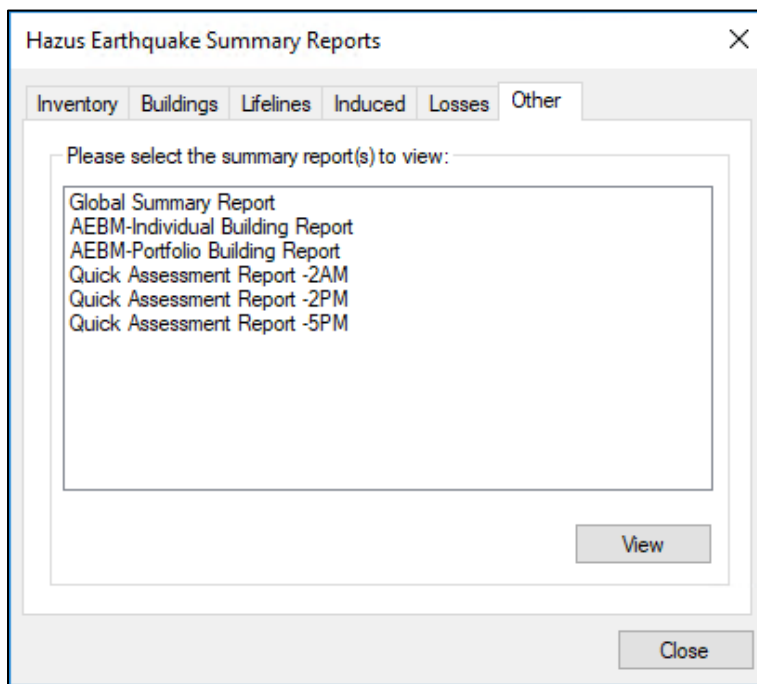 Hazus Earthquake Summary Reports
Inventory Buildings Lifelines Induced Losses Other
Please select the summary report(s) to view:
Global Summary Report
AEBM-Individual Building Report
AEBM-Portfolio Building Report
Quick Assessment Report -2AM
Quick Assessment Report -2PM
Quick Assessment Report -5PM
View
Close